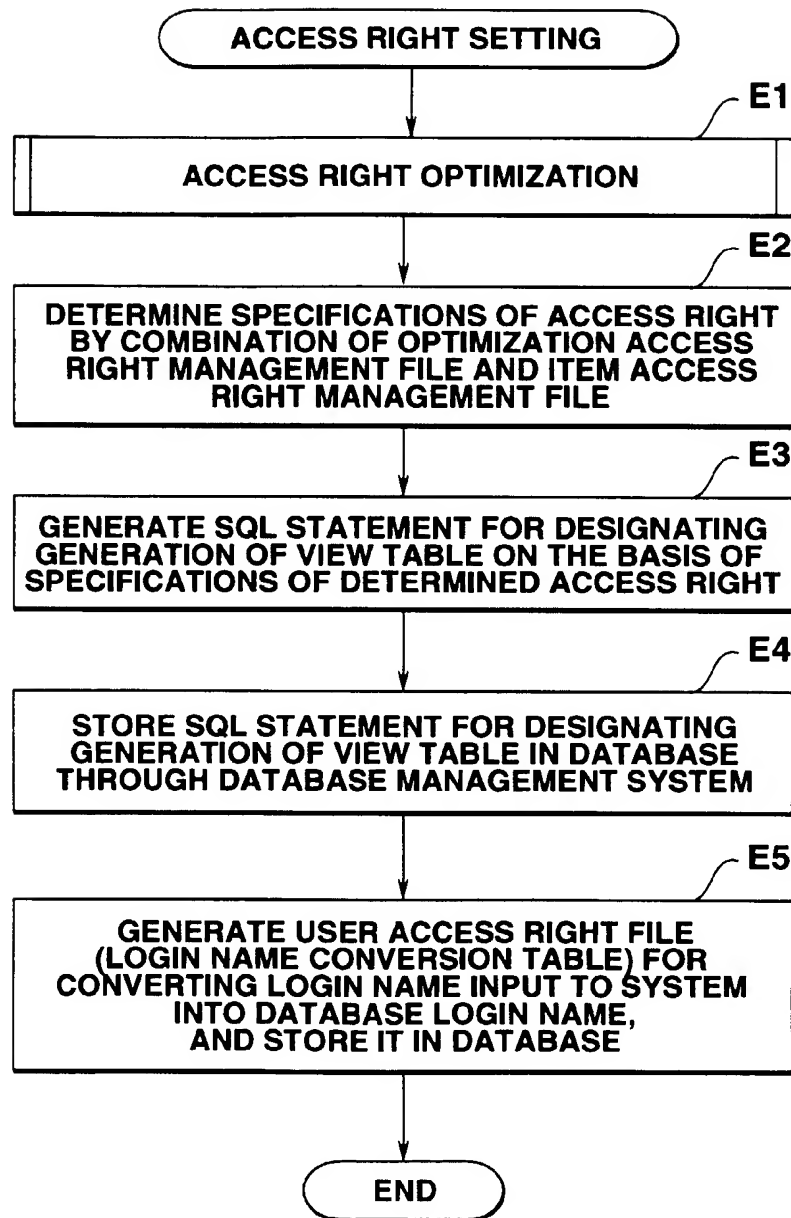 ACCESS RIGHT SETTING
E1
ACCESS RIGHT OPTIMIZATION
E2
DETERMINE SPECIFICATIONS OF ACCESS RIGHT
BY COMBINATION OF OPTIMIZATION ACCESS
RIGHT MANAGEMENT FILE AND ITEM ACCESS
RIGHT MANAGEMENT FILE
E3
GENERATE SQL STATEMENT FOR DESIGNATING
GENERATION OF VIEW TABLE ON THE BASIS OF
SPECIFICATIONS OF DETERMINED ACCESS RIGHT
E4
STORE SQL STATEMENT FOR DESIGNATING
GENERATION OF VIEW TABLE IN DATABASE
THROUGH DATABASE MANAGEMENT SYSTEM
E5
GENERATE USER ACCESS RIGHT FILE
(LOGIN NAME CONVERSION TABLE) FOR
CONVERTING LOGIN NAME INPUT TO SYSTEM
INTO DATABASE LOGIN NAME,
AND STORE IT IN DATABASE
END